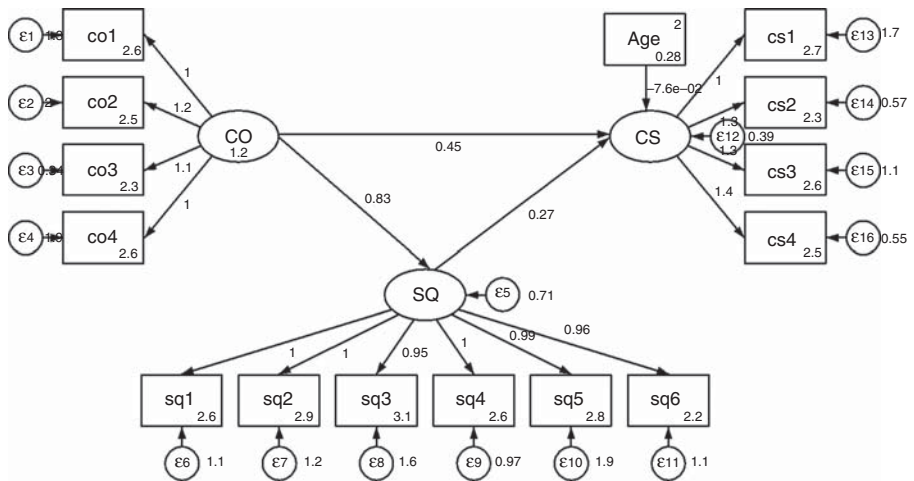 ε1
co1
2.6
Age
2
0.28
cs1
2.7
ε13
1.7
1
1
−7.6e−02
ε2
co2
2.5
1.2
cs2
2.3
ε14
0.57
CO
1.2
0.45
CS
1.3
ε12
0.39
1.3
ε3
co3
2.3
1.1
cs3
2.6
ε15
1.1
0.83
0.27
1.4
ε4
co4
2.6
1
cs4
2.5
ε16
0.55
SQ
ε5
0.71
1
1
0.95
1
0.99
0.96
sq1
2.6
sq2
2.9
sq3
3.1
sq4
2.6
sq5
2.8
sq6
2.2
ε6
1.1
ε7
1.2
ε8
1.6
ε9
0.97
ε10
1.9
ε11
1.1